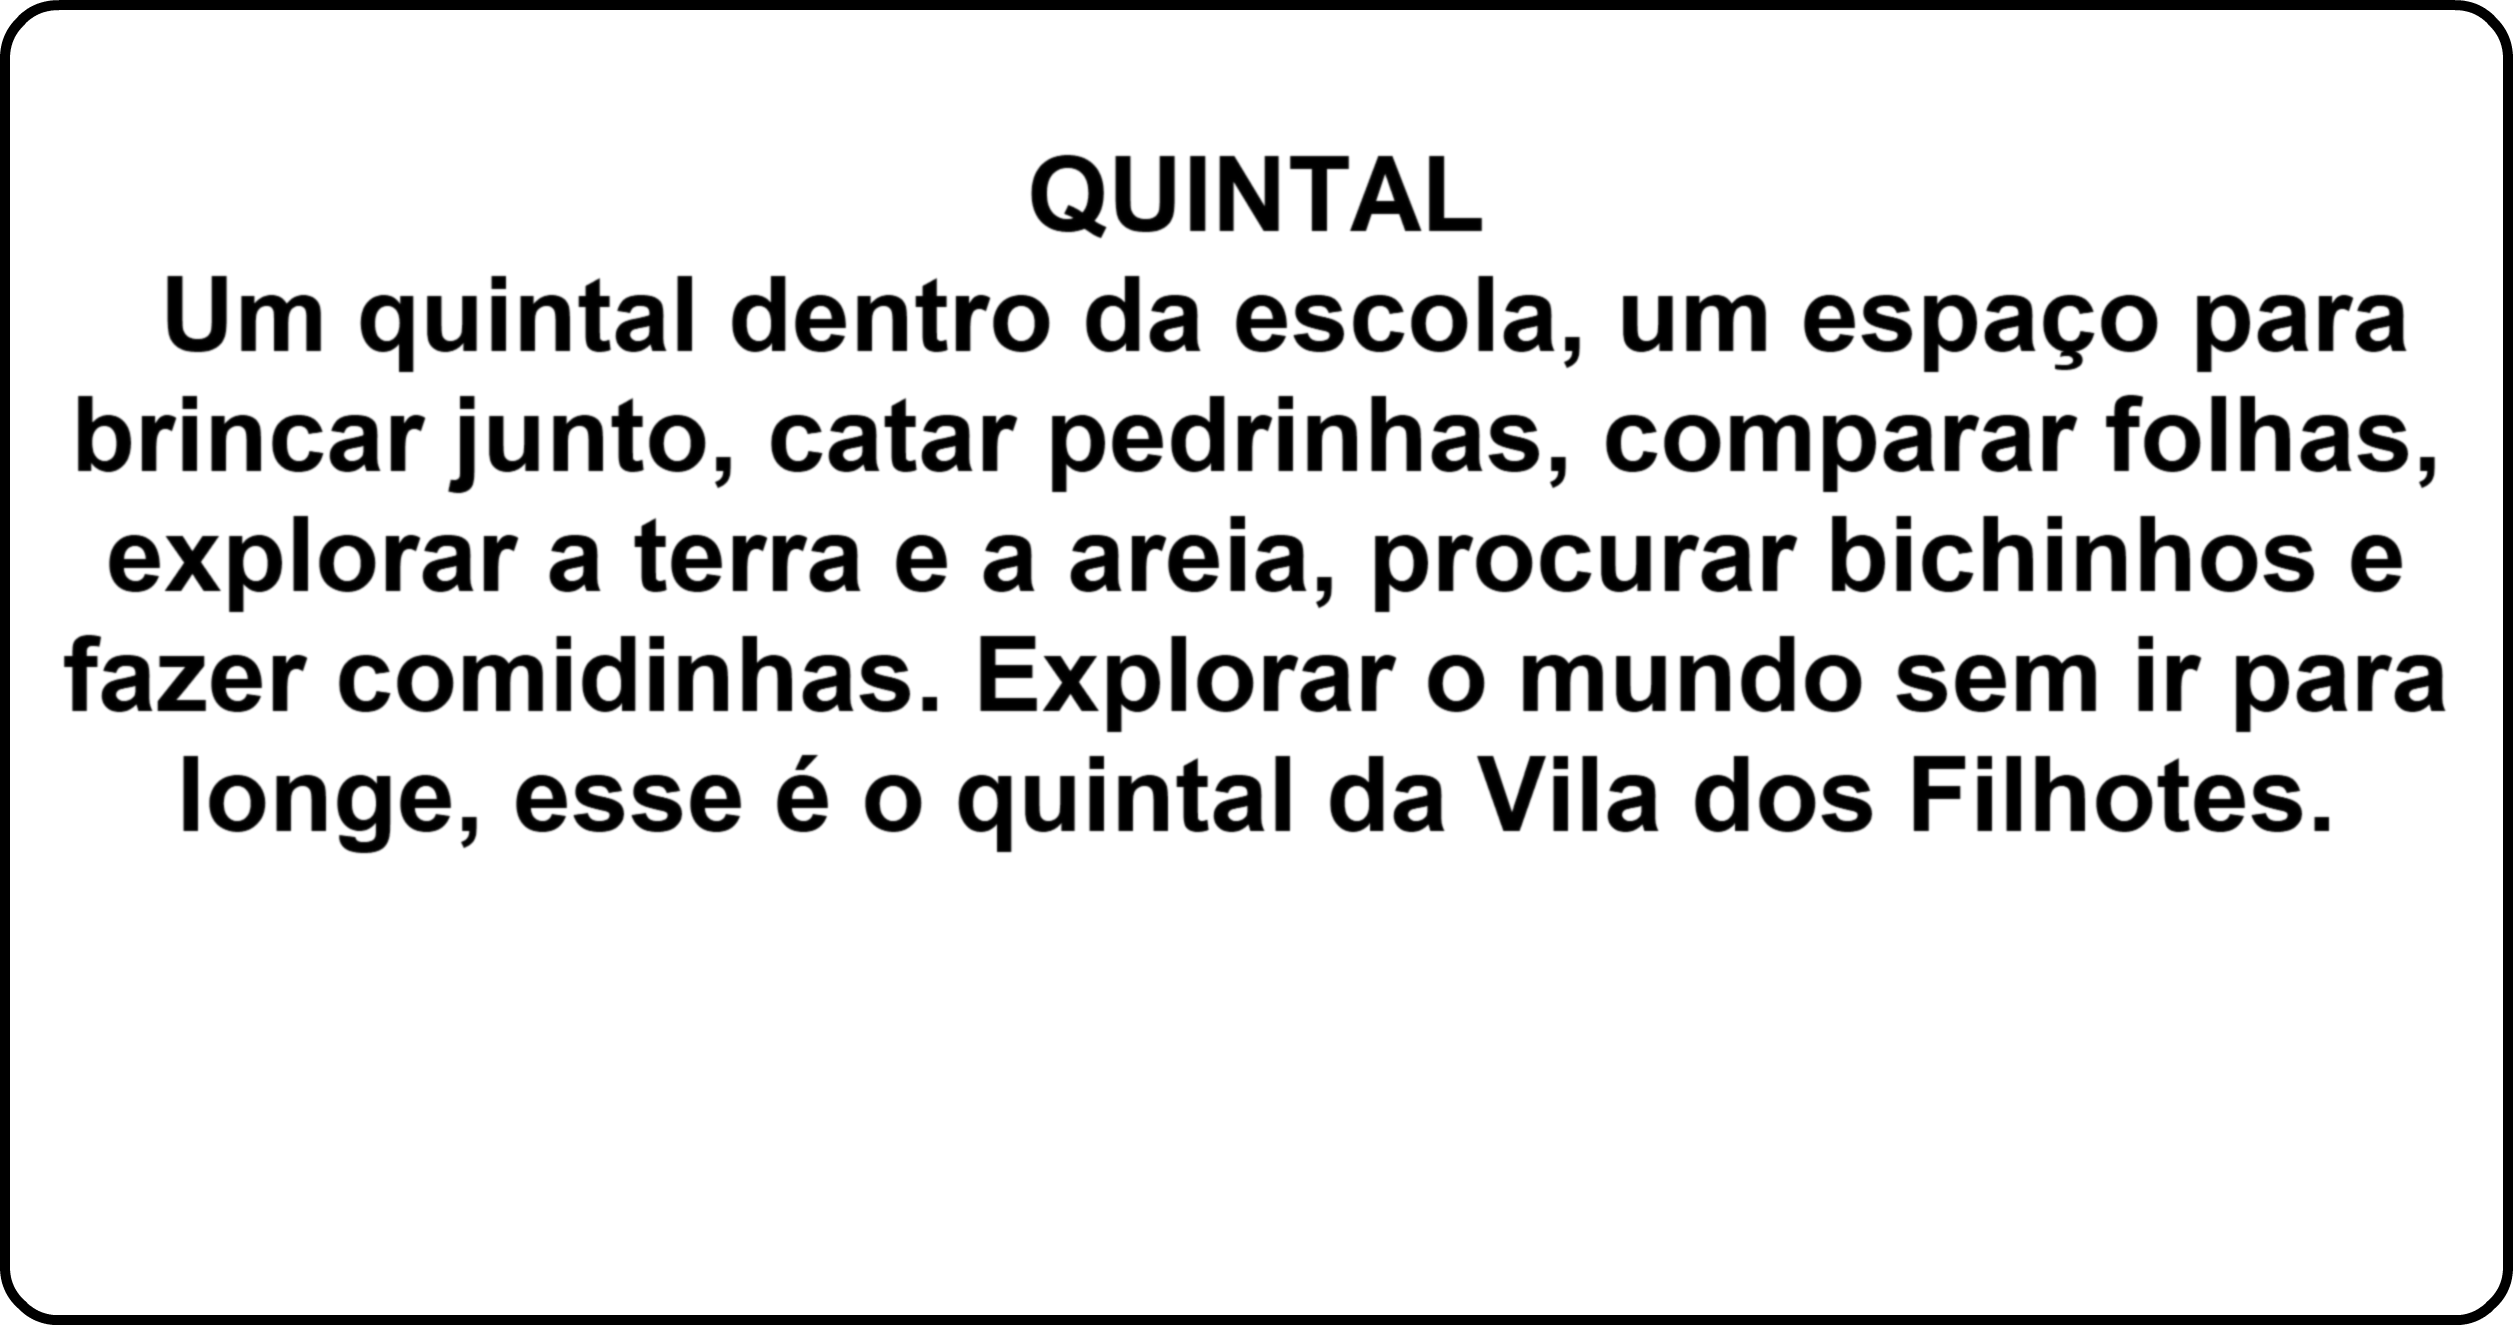 QUINTAL
Um quintal dentro da escola, um espaço para
brincar junto, catar pedrinhas, comparar folhas,
explorar a terra e a areia, procurar bichinhos e
fazer comidinhas. Explorar o mundo sem ir para
longe, esse é o quintal da Vila dos Filhotes.